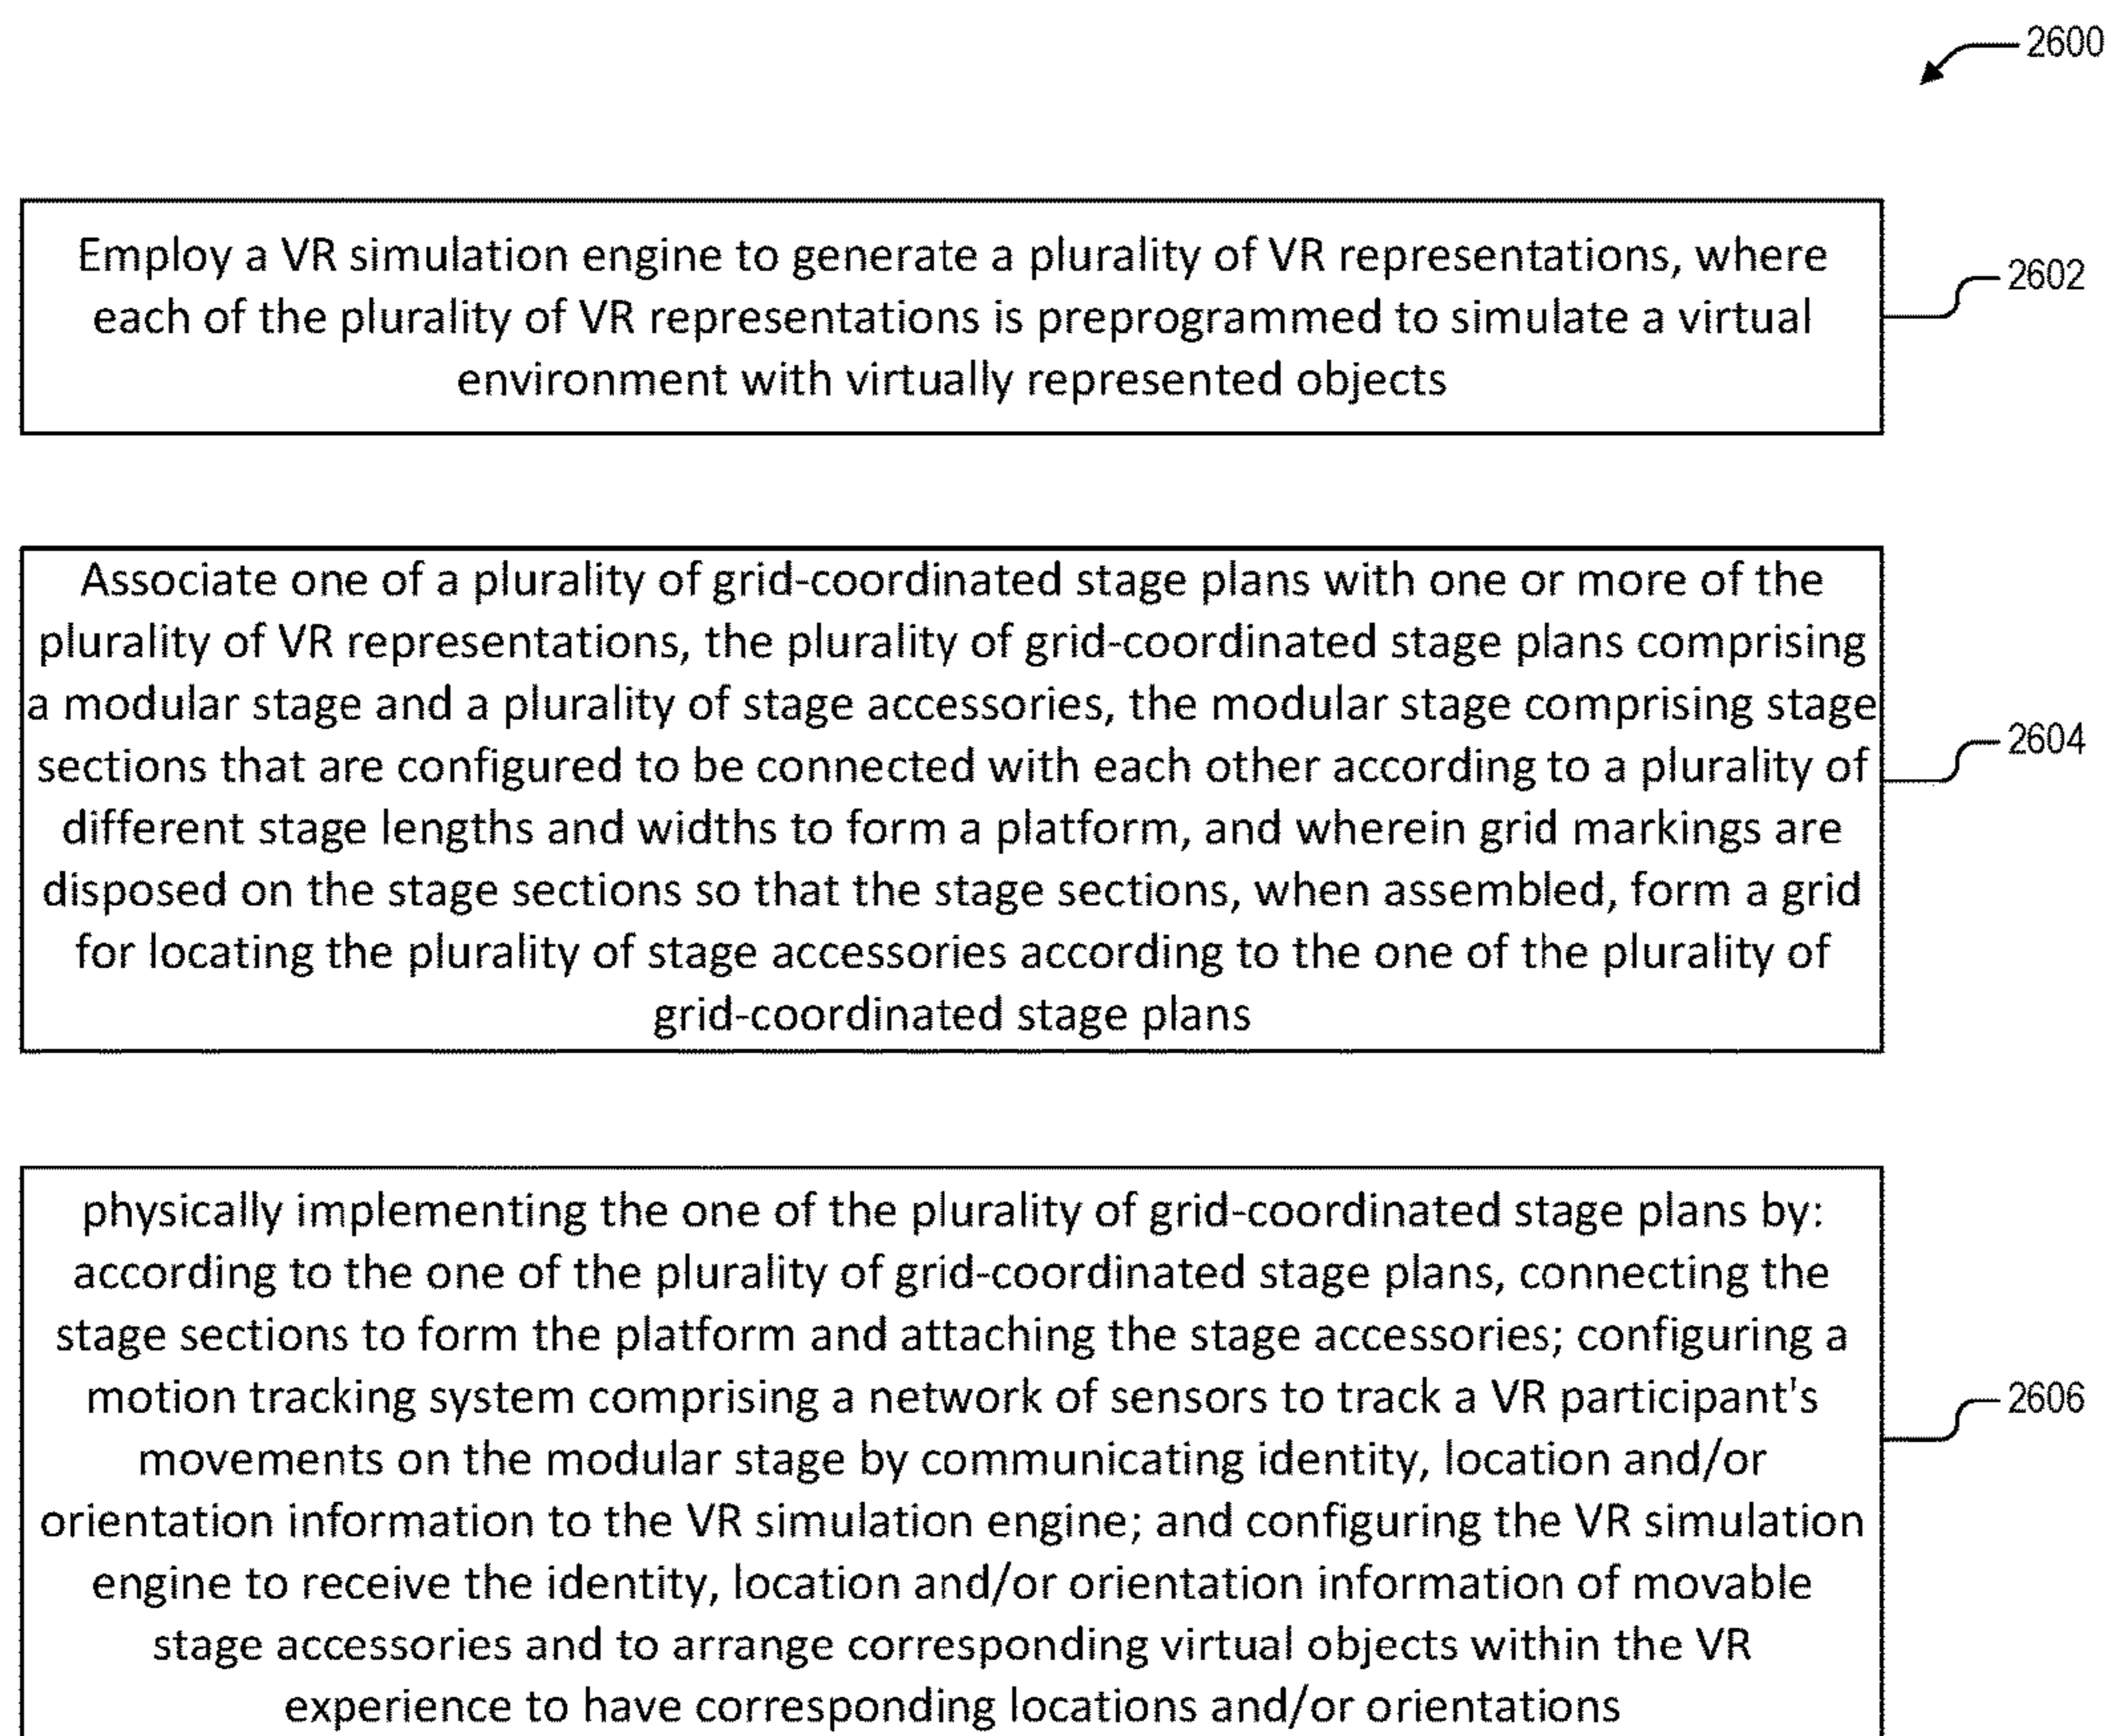 2600
Employ a VR simulation engine to generate a plurality of VR representations, where
each of the plurality of VR representations is preprogrammed to simulate a virtual
environment with virtually represented objects
2602
Associate one of a plurality of grid-coordinated stage plans with one or more of the
plurality of VR representations, the plurality of grid-coordinated stage plans comprising
a modular stage and a plurality of stage accessories, the modular stage comprising stage
sections that are configured to be connected with each other according to a plurality of
different stage lengths and widths to form a platform, and wherein grid markings are
disposed on the stage sections so that the stage sections, when assembled, form a grid
for locating the plurality of stage accessories according to the one of the plurality of
grid-coordinated stage plans
2604
physically implementing the one of the plurality of grid-coordinated stage plans by:
according to the one of the plurality of grid-coordinated stage plans, connecting the
stage sections to form the platform and attaching the stage accessories; configuring a
motion tracking system comprising a network of sensors to track a VR participant's
movements on the modular stage by communicating identity, location and/or
orientation information to the VR simulation engine; and configuring the VR simulation
engine to receive the identity, location and/or orientation information of movable
stage accessories and to arrange corresponding virtual objects within the VR
experience to have corresponding locations and/or orientations
2606